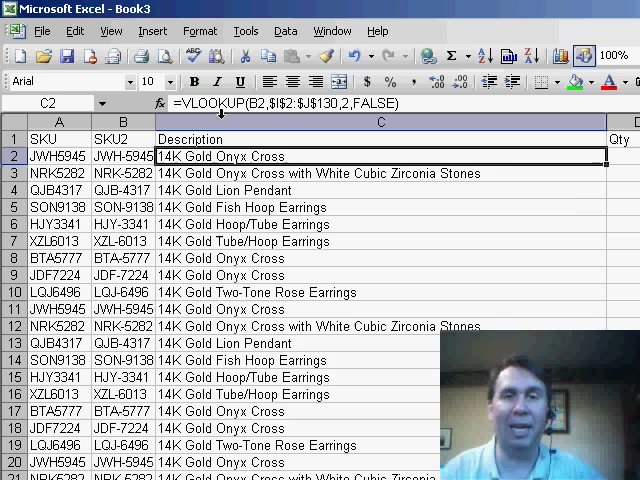 Microsoft Excel - Book3
File Edit View Insert Format Tools Data Window Help
100%
Arial 10 B I U $ % ,
C2 fx =VLOOKUP(B2,$I$2:$J$130,2,FALSE)
A B C D
1 SKU SKU2 Description Qty
2 JWH5945 JWH-5945 14K Gold Onyx Cross
3 NRK5282 NRK-5282 14K Gold Onyx Cross with White Cubic Zirconia Stones
4 QJB4317 QJB-4317 14K Gold Lion Pendant
5 SON9138 SON-9138 14K Gold Fish Hoop Earrings
6 HJY3341 HJY-3341 14K Gold Hoop/Tube Earrings
7 XZL6013 XZL-6013 14K Gold Tube/Hoop Earrings
8 BTA5777 BTA-5777 14K Gold Onyx Cross
9 JDF7224 JDF-7224 14K Gold Onyx Cross
10 LQJ6496 LQJ-6496 14K Gold Two-Tone Rose Earrings
11 JWH5945 JWH-5945 14K Gold Onyx Cross
12 NRK5282 NRK-5282 14K Gold Onyx Cross with White Cubic Zirconia Stones
13 QJB4317 QJB-4317 14K Gold Lion Pendant
14 SON9138 SON-9138 14K Gold Fish Hoop Earrings
15 HJY3341 HJY-3341 14K Gold Hoop/Tube Earrings
16 XZL6013 XZL-6013 14K Gold Tube/Hoop Earrings
17 BTA5777 BTA-5777 14K Gold Onyx Cross
18 JDF7224 JDF-7224 14K Gold Onyx Cross
19 LQJ6496 LQJ-6496 14K Gold Two-Tone Rose Earrings
20 JWH5945 JWH-5945 14K Gold Onyx Cross
21 NRK5282 NRK-5282 14K Gold Onyx Cross with White Cubic